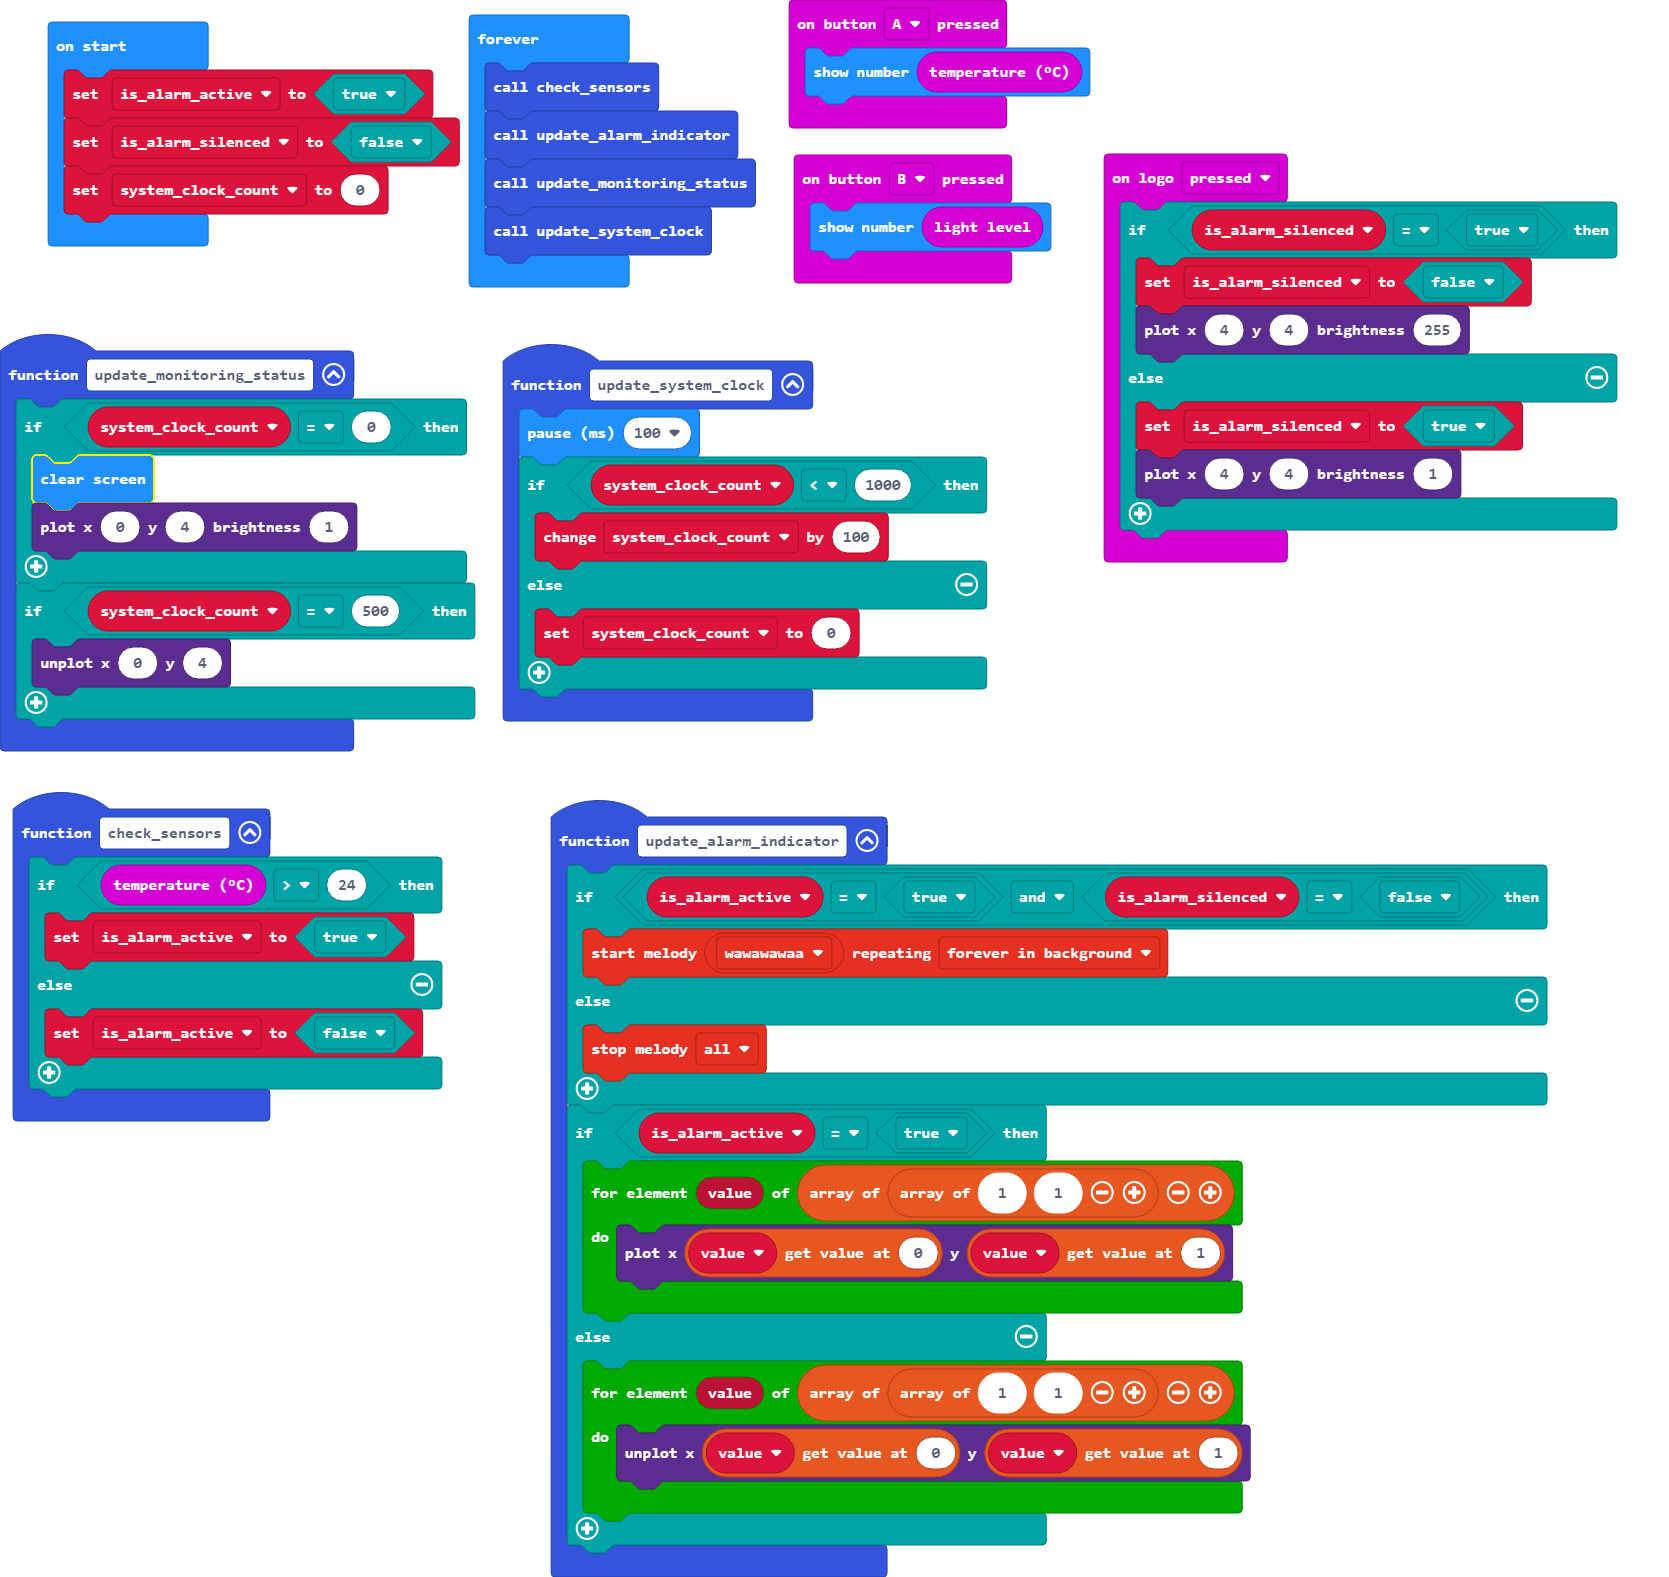 on start
set is_alarm_active to true
set is_alarm_silenced to false
set system_clock_count to 0
forever
call check_sensors
call update_alarm_indicator
call update_monitoring_status
call update_system_clock
on button A pressed
show number temperature (ºC)
on button B pressed
show number light level
on logo pressed
if is_alarm_silenced = true then
set is_alarm_silenced to false
plot x 4 y 4 brightness 255
else
set is_alarm_silenced to true
plot x 4 y 4 brightness 1
function update_monitoring_status
if system_clock_count = 0 then
clear screen
plot x 0 y 4 brightness 1
if system_clock_count = 500 then
unplot x 0 y 4
function update_system_clock
pause (ms) 100
if system_clock_count < 1000 then
change system_clock_count by 100
else
set system_clock_count to 0
function check_sensors
if temperature (ºC) > 24 then
set is_alarm_active to true
else
set is_alarm_active to false
function update_alarm_indicator
if is_alarm_active = true and is_alarm_silenced = false then
start melody wawawawaa repeating forever in background
else
stop melody all
if is_alarm_active = true then
for element value of array of array of 1 1
do
plot x value get value at 0 y value get value at 1
else
for element value of array of array of 1 1
do
unplot x value get value at 0 y value get value at 1